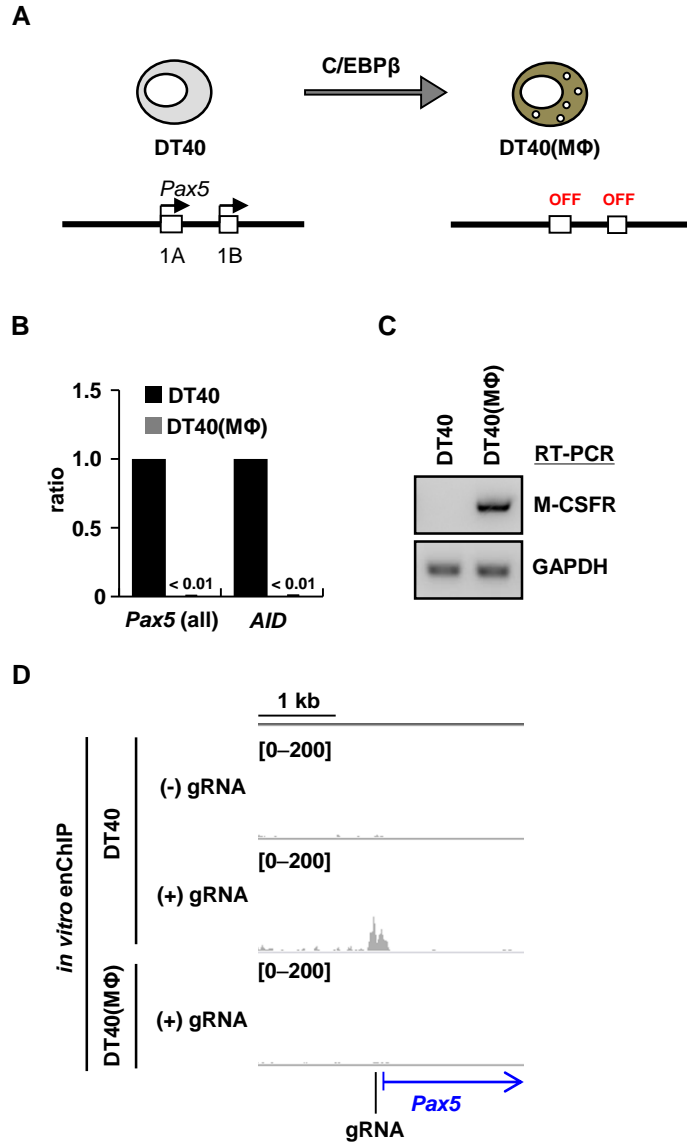 A
C/EBPβ
DT40
DT40(MΦ)
Pax5
OFF OFF
1A 1B
B
1.5
1.0
0.5
0
ratio
DT40
DT40(MΦ)
< 0.01
< 0.01
Pax5 (all)
AID
C
DT40
DT40(MΦ)
RT-PCR
M-CSFR
GAPDH
D
1 kb
in vitro enChIP
DT40
(-) gRNA
[0–200]
(+) gRNA
[0–200]
DT40(MΦ)
(+) gRNA
[0–200]
Pax5
gRNA